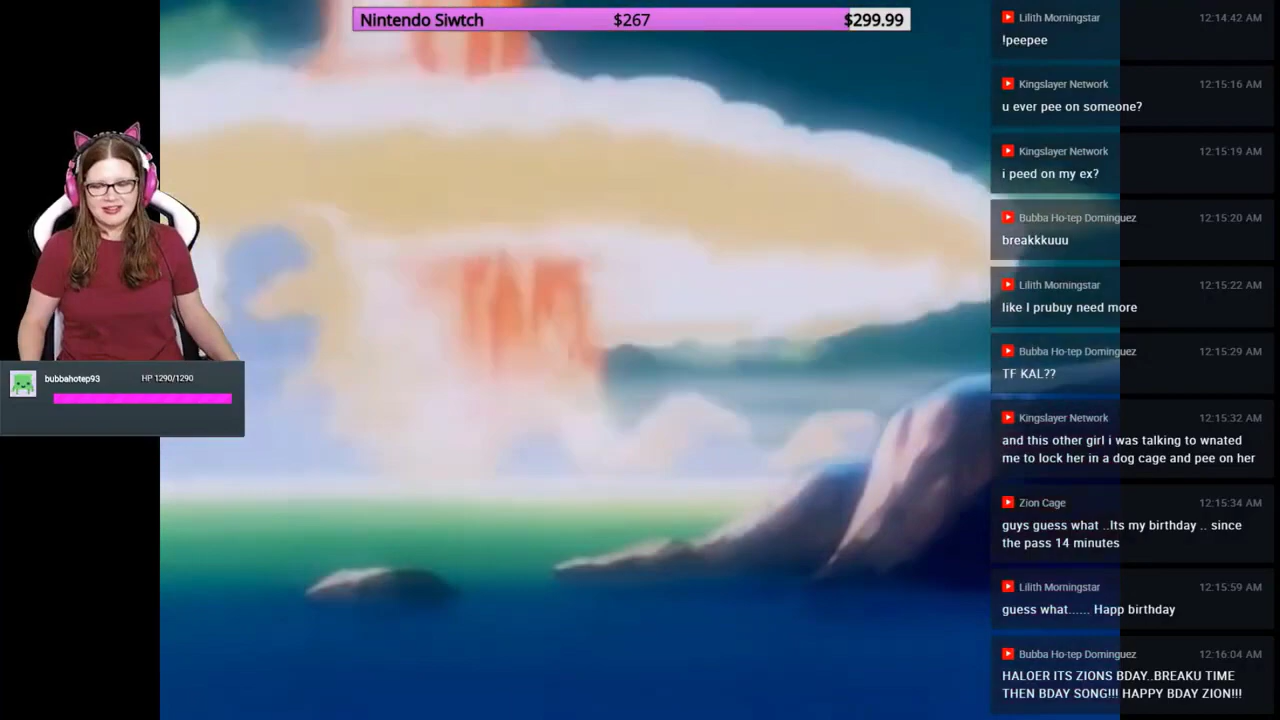 Nintendo Siwtch $267 $299.99
bubbahotep93 HP 1290/1290
Lilith Morningstar 12:14:42 AM
!peepee
Kingslayer Network 12:15:16 AM
u ever pee on someone?
Kingslayer Network 12:15:19 AM
i peed on my ex?
Bubba Ho-tep Dominguez 12:15:20 AM
breakkkuuu
Lilith Morningstar 12:15:22 AM
like I prubuy need more
Bubba Ho-tep Dominguez 12:15:29 AM
TF KAL??
Kingslayer Network 12:15:32 AM
and this other girl i was talking to wnated
me to lock her in a dog cage and pee on her
Zion Cage 12:15:34 AM
guys guess what ..Its my birthday .. since
the pass 14 minutes
Lilith Morningstar 12:15:59 AM
guess what...... Happ birthday
Bubba Ho-tep Dominguez 12:16:04 AM
HALOER ITS ZIONS BDAY..BREAKU TIME
THEN BDAY SONG!!! HAPPY BDAY ZION!!!